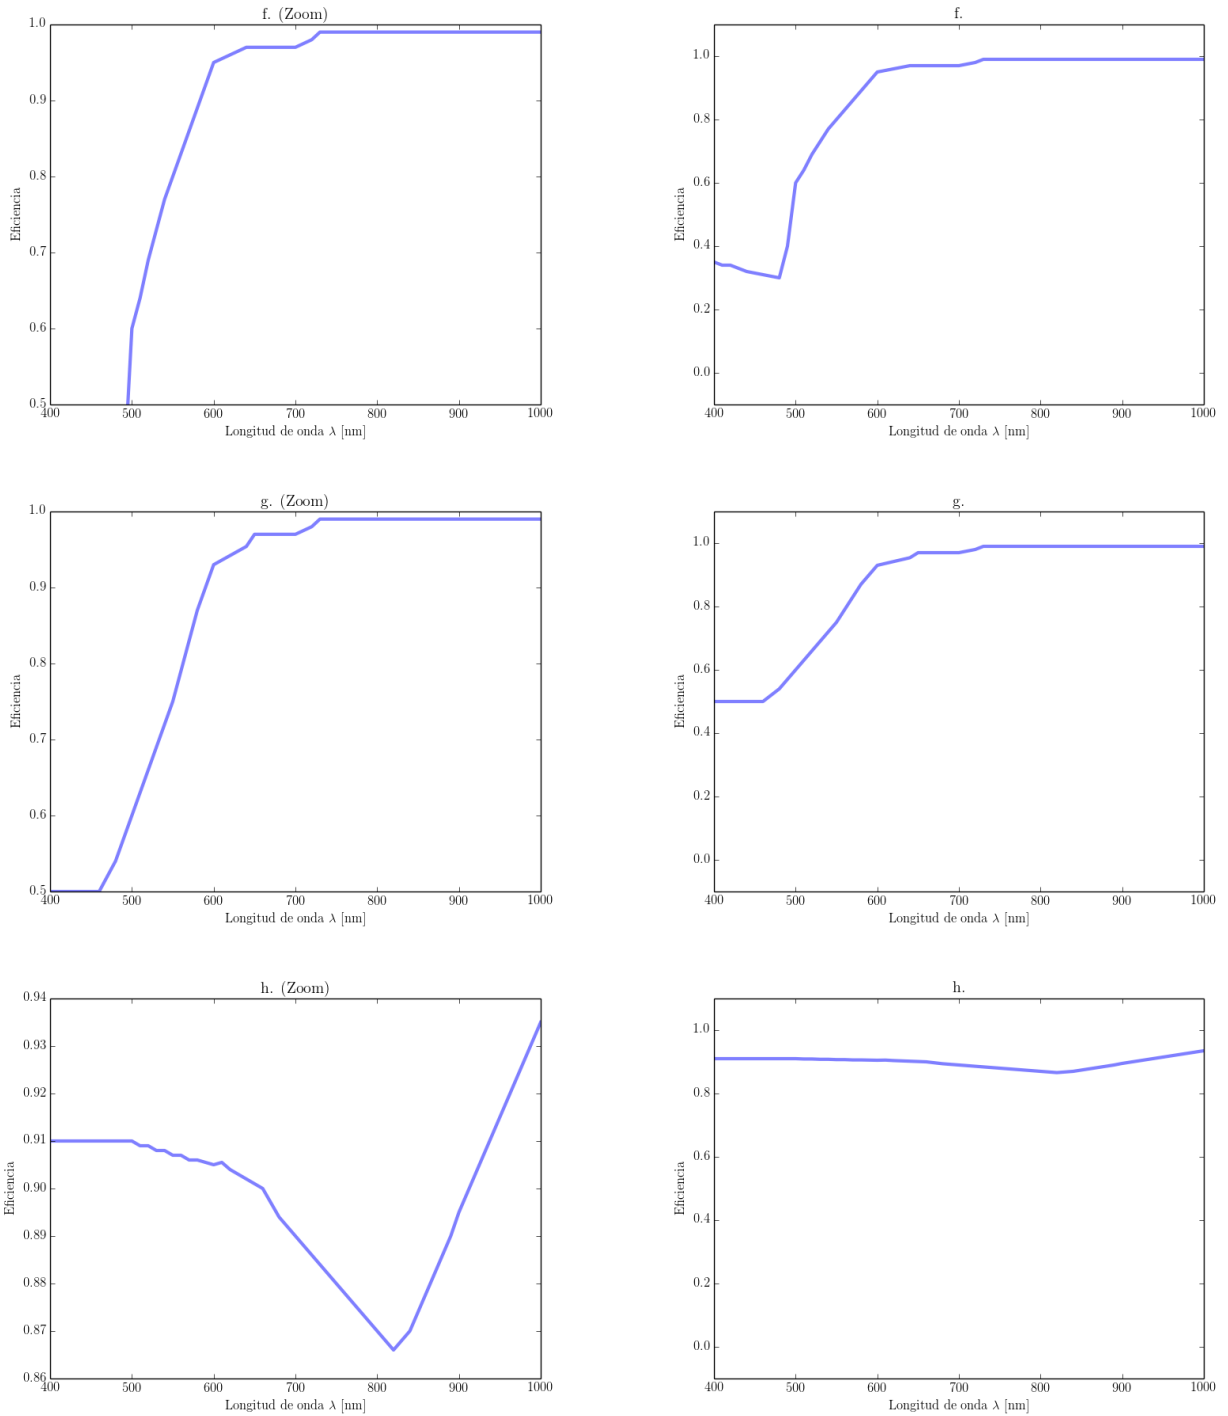 f. (Zoom)
1.0
0.9
0.8
0.7
0.6
0.5
Eficiencia
400 500 600 700 800 900 1000
Longitud de onda λ [nm]
f.
1.0
0.8
0.6
0.4
0.2
0.0
Eficiencia
400 500 600 700 800 900 1000
Longitud de onda λ [nm]
g. (Zoom)
1.0
0.9
0.8
0.7
0.6
0.5
Eficiencia
400 500 600 700 800 900 1000
Longitud de onda λ [nm]
g.
1.0
0.8
0.6
0.4
0.2
0.0
Eficiencia
400 500 600 700 800 900 1000
Longitud de onda λ [nm]
h. (Zoom)
0.94
0.93
0.92
0.91
0.90
0.89
0.88
0.87
0.86
Eficiencia
400 500 600 700 800 900 1000
Longitud de onda λ [nm]
h.
1.0
0.8
0.6
0.4
0.2
0.0
Eficiencia
400 500 600 700 800 900 1000
Longitud de onda λ [nm]